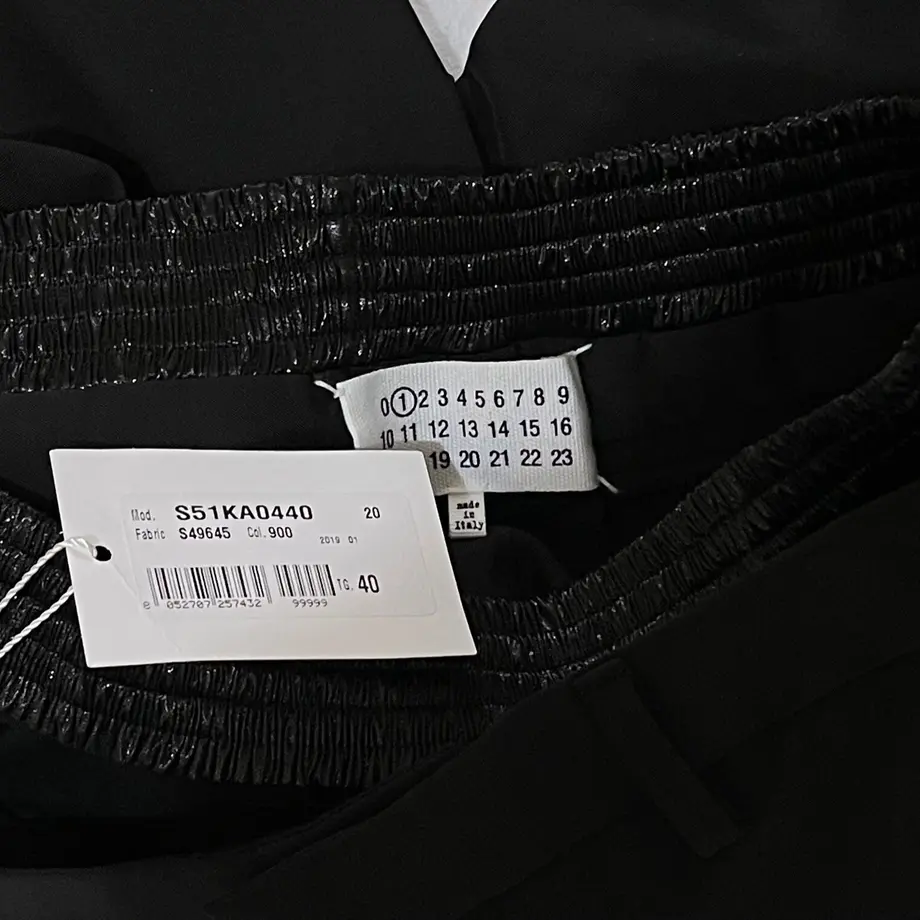 0 1 2 3 4 5 6 7 8 9
10 11 12 13 14 15 16
19 20 21 22 23
made
in
Italy
Mod. S51KA0440 20
Fabric S49645 Col. 900 2019 01
TG. 40
8 052707 257432 99999